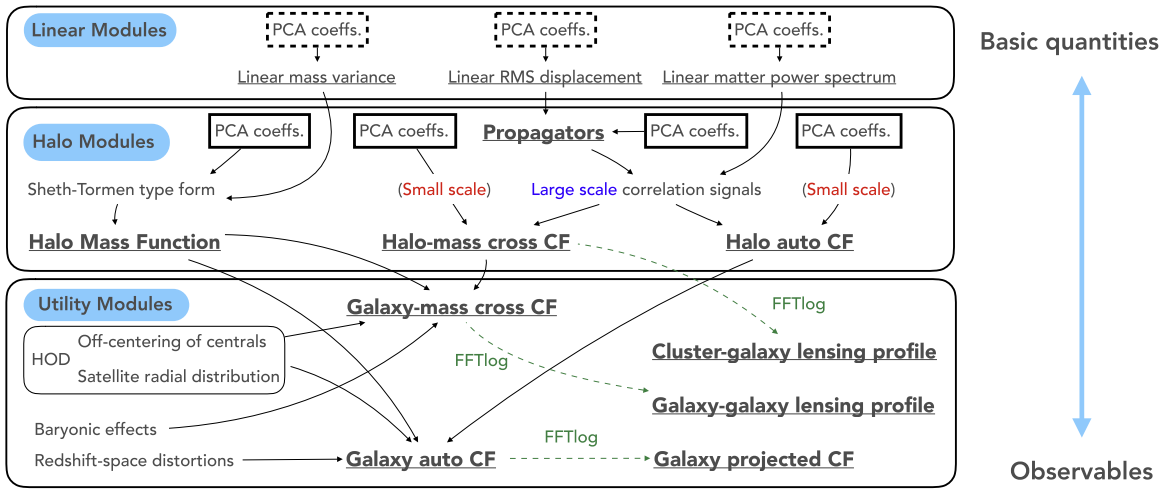 Linear Modules
PCA coeffs.
PCA coeffs.
PCA coeffs.
Basic quantities
Linear mass variance
Linear RMS displacement
Linear matter power spectrum
Halo Modules
PCA coeffs.
PCA coeffs.
Propagators
PCA coeffs.
PCA coeffs.
Sheth-Tormen type form
(Small scale)
Large scale correlation signals
(Small scale)
Halo Mass Function
Halo-mass cross CF
Halo auto CF
Utility Modules
Galaxy-mass cross CF
FFTlog
HOD
Off-centering of centrals
Satellite radial distribution
FFTlog
Cluster-galaxy lensing profile
Galaxy-galaxy lensing profile
Baryonic effects
FFTlog
Redshift-space distortions
Galaxy auto CF
Galaxy projected CF
Observables